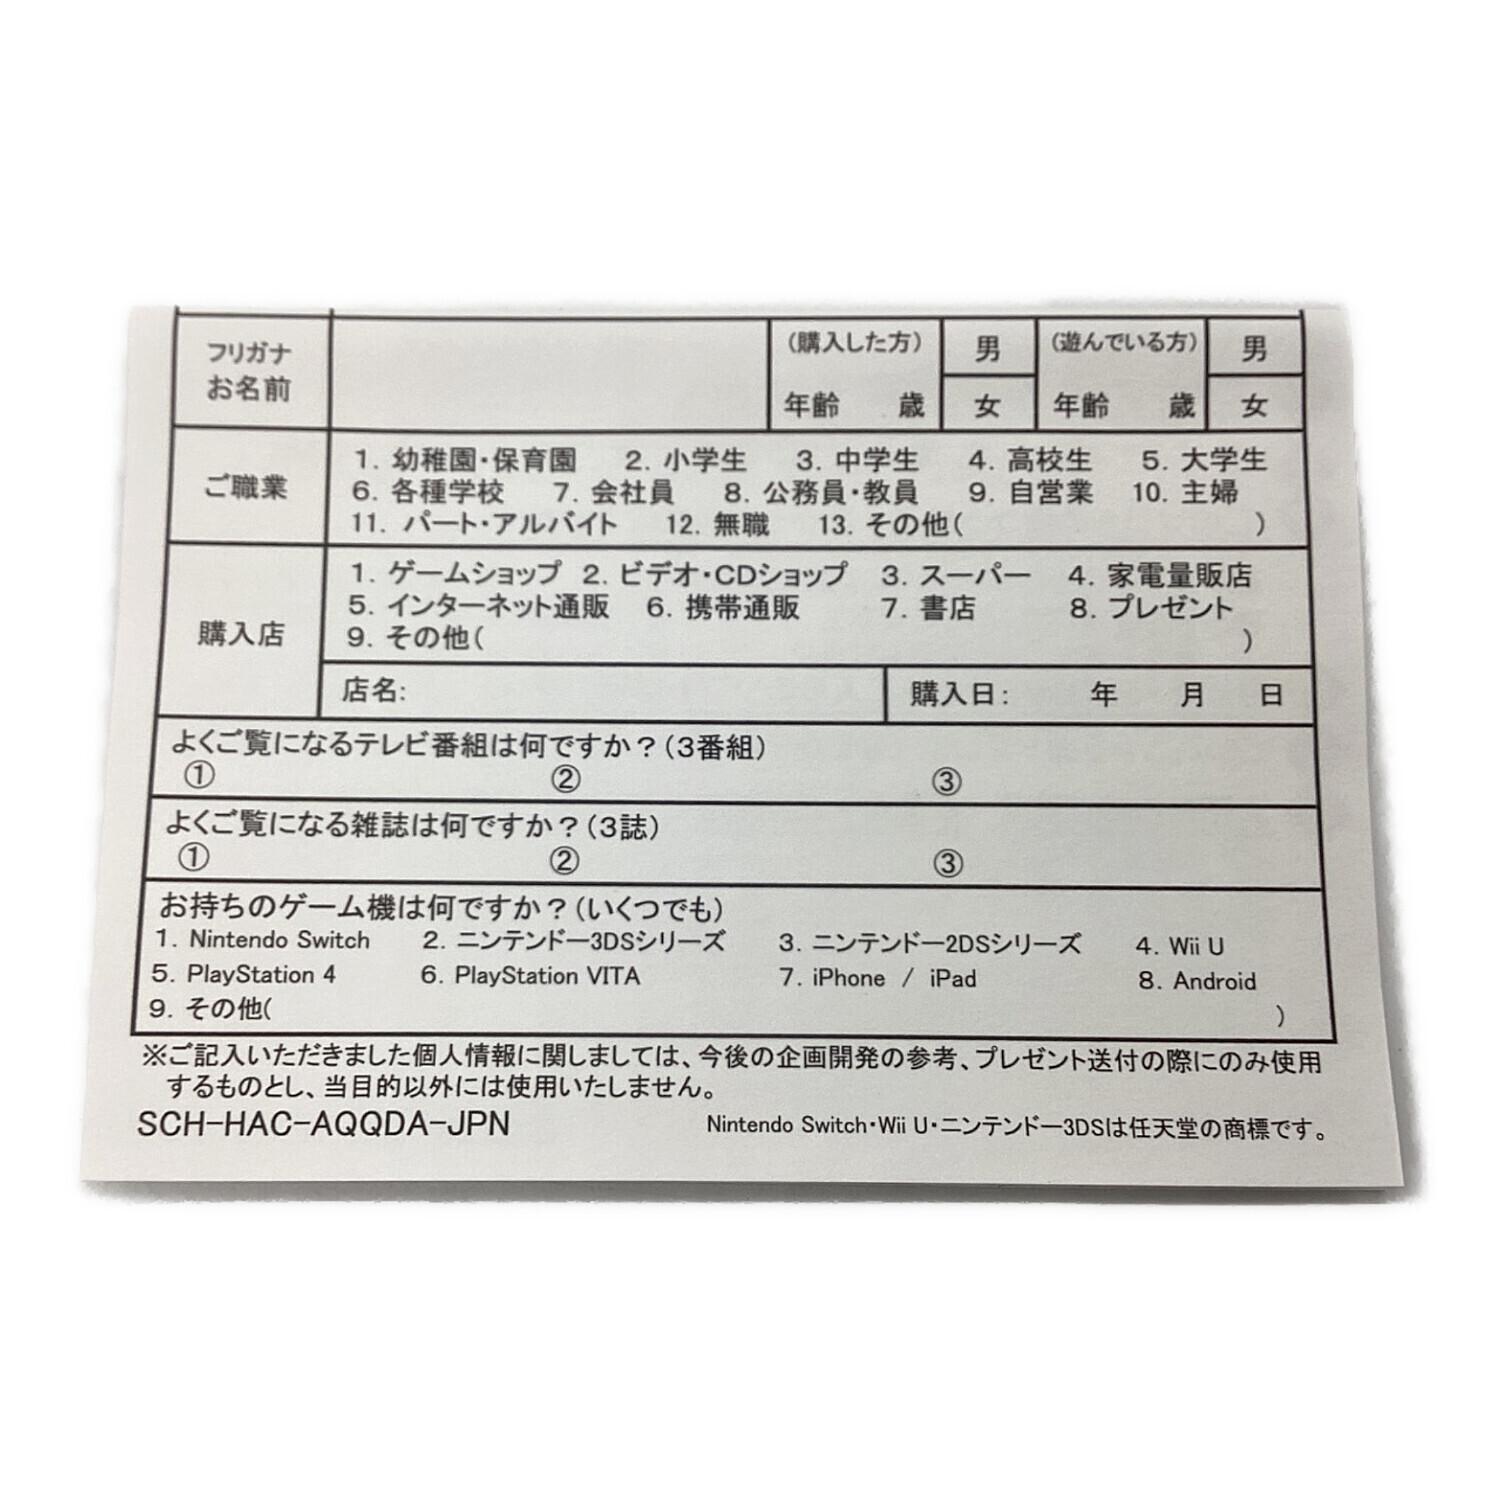 フリガナ
お名前
(購入した方) 男 (遊んでいる方) 男
年齢 歳 女 年齢 歳 女
ご職業
1. 幼稚園・保育園 2. 小学生 3. 中学生 4. 高校生 5. 大学生
6. 各種学校 7. 会社員 8. 公務員・教員 9. 自営業 10. 主婦
11. パート・アルバイト 12. 無職 13. その他( )
購入店
1. ゲームショップ 2. ビデオ・CDショップ 3. スーパー 4. 家電量販店
5. インターネット通販 6. 携帯通販 7. 書店 8. プレゼント
9. その他( )
店名: 購入日: 年 月 日
よくご覧になるテレビ番組は何ですか?(3番組)
① ② ③
よくご覧になる雑誌は何ですか?(3誌)
① ② ③
お持ちのゲーム機は何ですか?(いくつでも)
1. Nintendo Switch 2. ニンテンドー3DSシリーズ 3. ニンテンドー2DSシリーズ 4. Wii U
5. PlayStation 4 6. PlayStation VITA 7. iPhone / iPad 8. Android
9. その他( )
※ご記入いただきました個人情報に関しましては、今後の企画開発の参考、プレゼント送付の際にのみ使用
するものとし、当目的以外には使用いたしません。
SCH-HAC-AQQDA-JPN Nintendo Switch・Wii U・ニンテンドー3DSは任天堂の商標です。